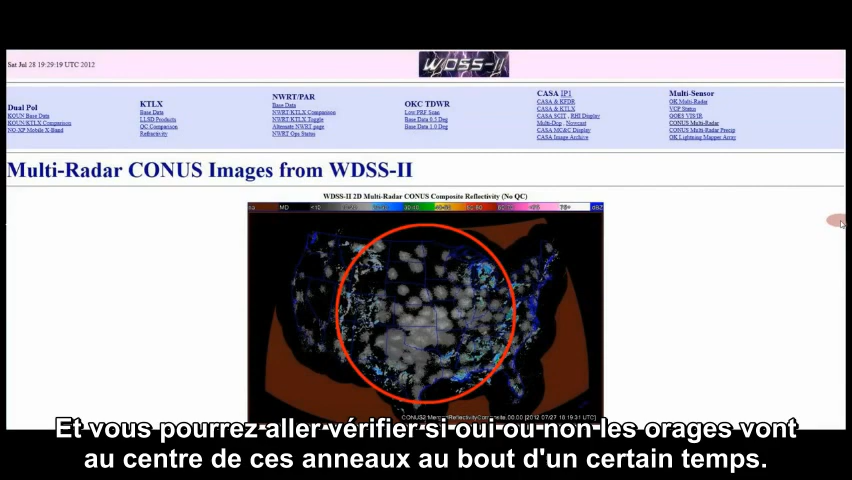 Sat Jul 28 19:29:19 UTC 2012
WDSS-II
Dual Pol
KOUN Base Data
KOUN/KTLX Comparison
NO-XP Mobile X-Band
KTLX
Base Data
LLSD Products
QC Comparison
Reflectivity
NWRT/PAR
Base Data
NWRT/KTLX Comparison
NWRT/KTLX Toggle
Alternate NWRT page
NWRT Ops Status
OKC TDWR
Low PRF Scan
Base Data 0.5 Deg
Base Data 1.0 Deg
CASA IP1
CASA & KFDR
CASA & KTLX
CASA SCIT , RHI Display
Multi-Dop , Nowcast
CASA MC&C Display
CASA Image Archive
Multi-Sensor
OK Multi-Radar
VCP Status
GOES VIS/IR
CONUS Multi-Radar
CONUS Multi-Radar Precip
OK Lightning Mapper Array
Multi-Radar CONUS Images from WDSS-II
WDSS-II 2D Multi-Radar CONUS Composite Reflectivity (No QC)
MD <10 70+ dBZ
Et vous pourrez aller vérifier si oui ou non les orages vont
au centre de ces anneaux au bout d'un certain temps.